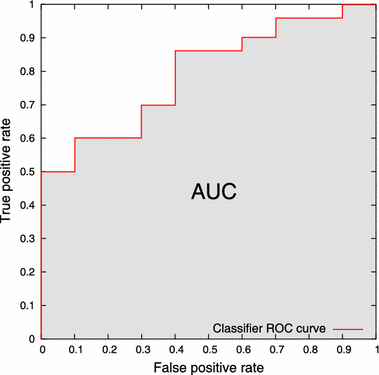 1
0.9
0.8
0.7
0.6
0.5
0.4
0.3
0.2
0.1
0
True positive rate
AUC
Classifier ROC curve
0 0.1 0.2 0.3 0.4 0.5 0.6 0.7 0.8 0.9 1
False positive rate